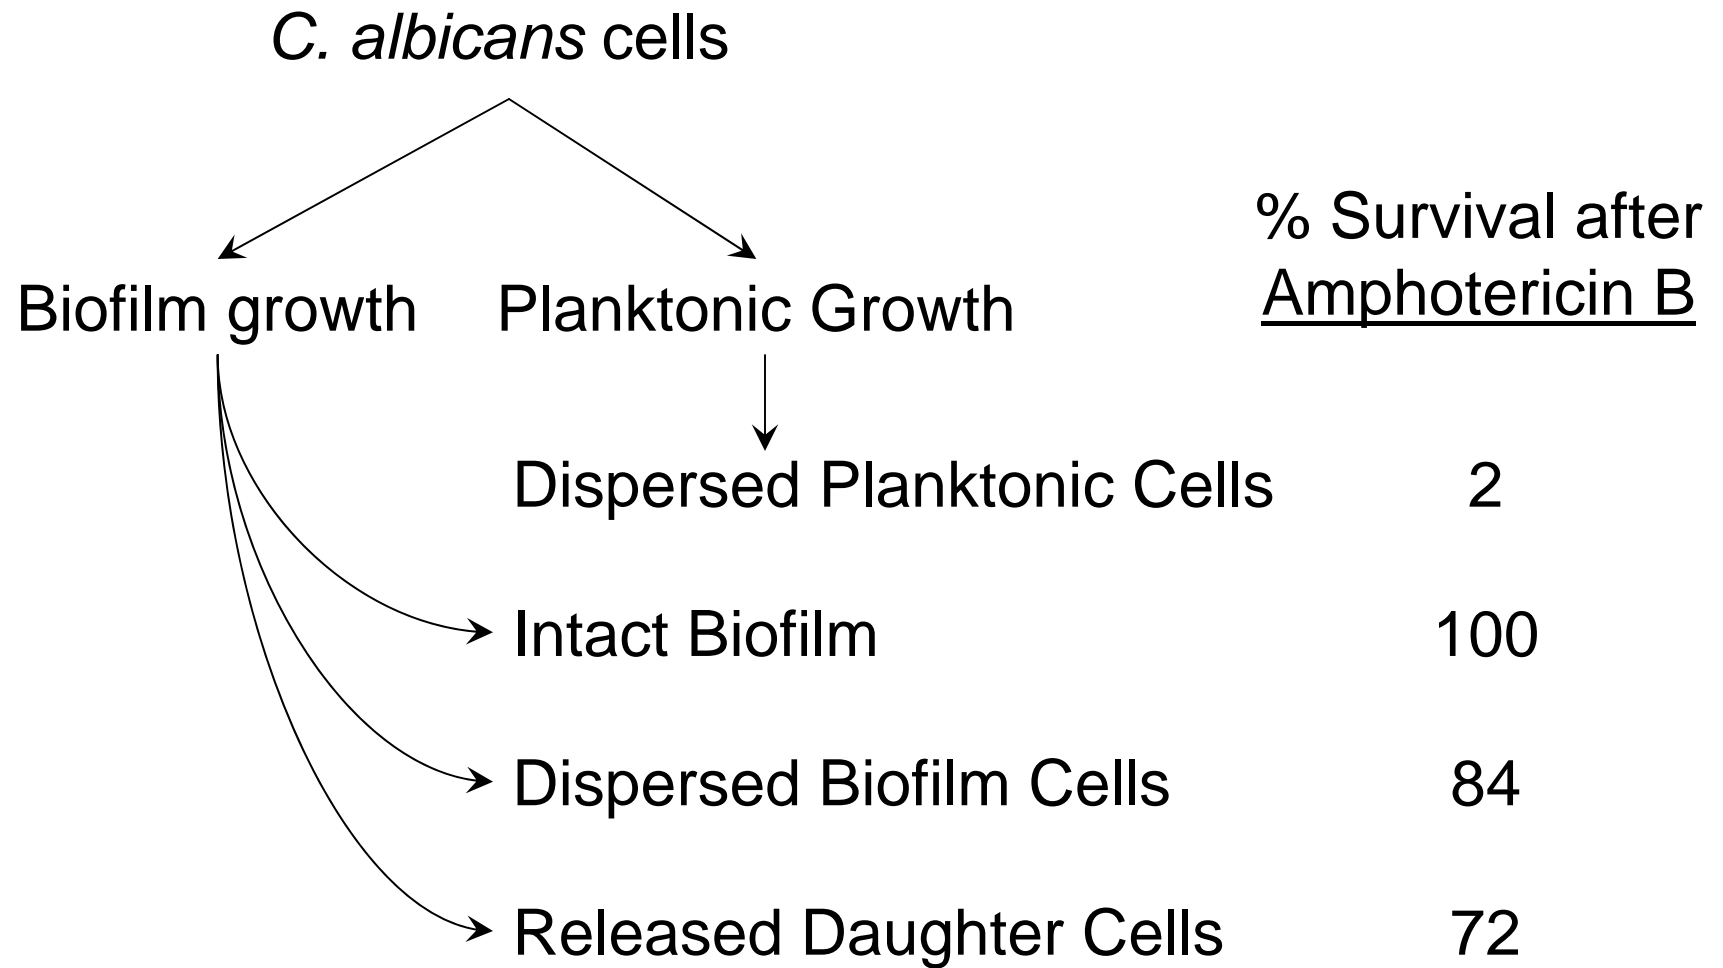 C. albicans cells
% Survival after
Amphotericin B
Biofilm growth
Planktonic Growth
Dispersed Planktonic Cells 2
Intact Biofilm 100
Dispersed Biofilm Cells 84
Released Daughter Cells 72